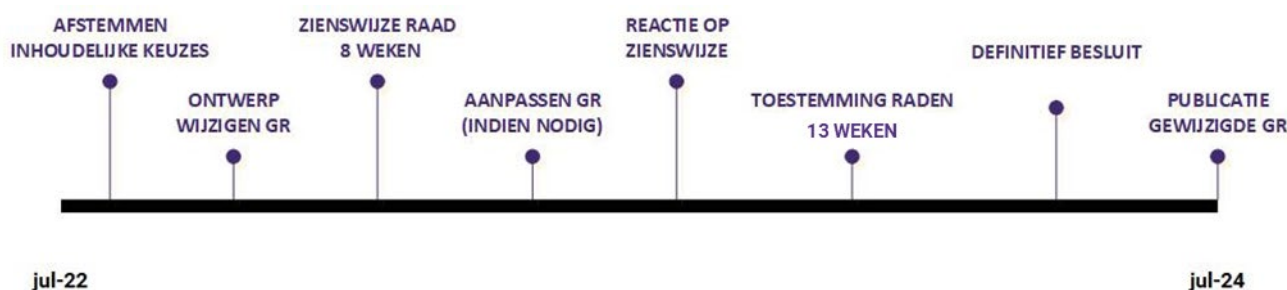 AFSTEMMEN
INHOUDELIJKE KEUZES
ONTWERP
WIJZIGEN GR
ZIENSWIJZE RAAD
8 WEKEN
AANPASSEN GR
(INDIEN NODIG)
REACTIE OP
ZIENSWIJZE
TOESTEMMING RADEN
13 WEKEN
DEFINITIEF BESLUIT
PUBLICATIE
GEWIJZIGDE GR
jul-22
jul-24